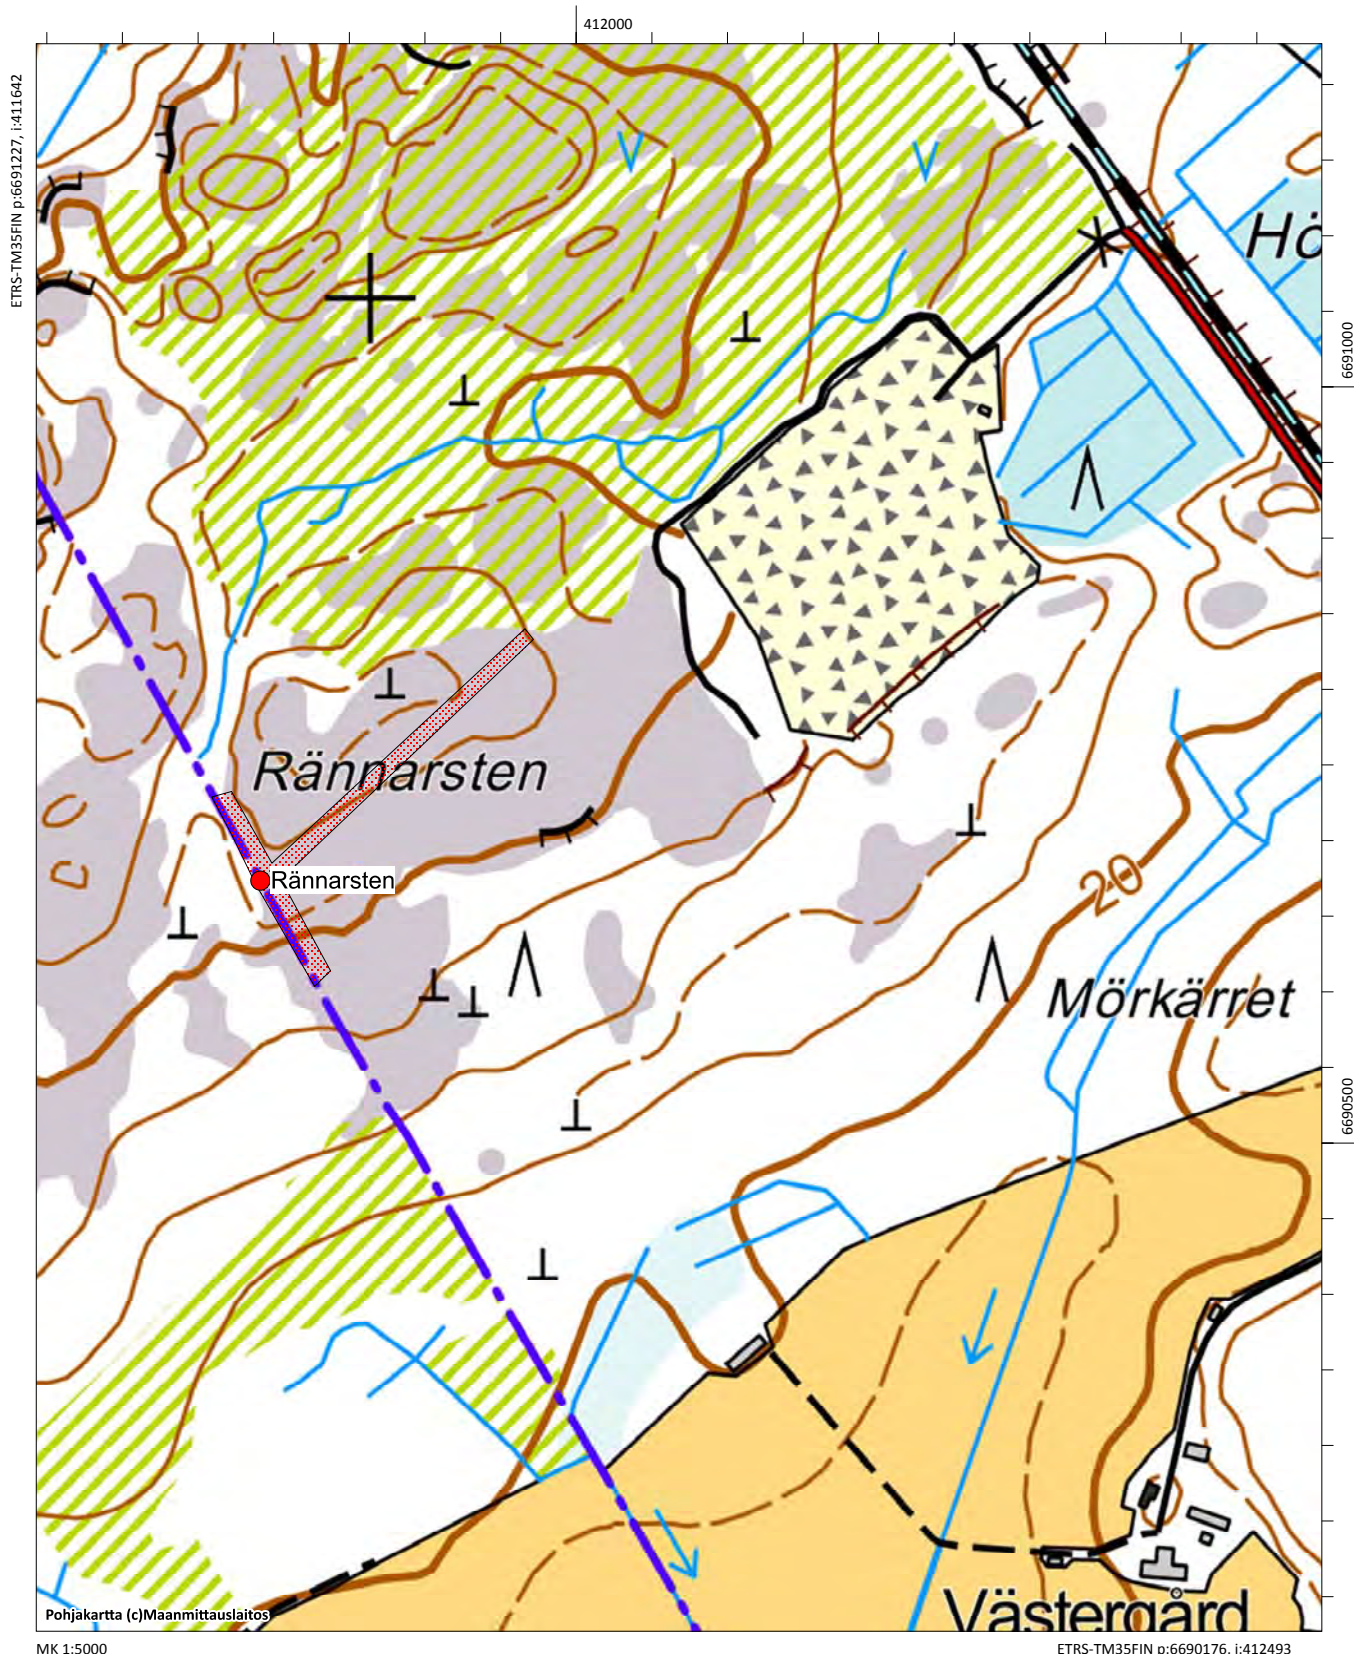 412000
ETRS-TM35FIN p:6691227, i:411642
Hö
6691000
Rännarsten
Rännarsten
20
Mörkärret
6690500
Västergård
Pohjakartta (c)Maanmittauslaitos
MK 1:5000
ETRS-TM35FIN p:6690176, i:412493